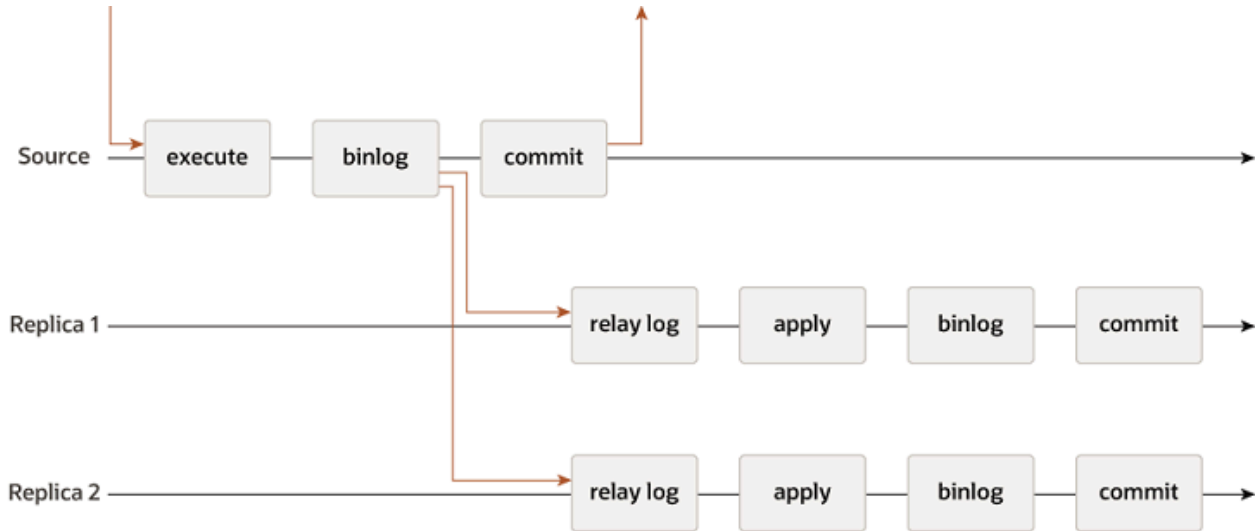 Source execute binlog commit
Replica 1 relay log apply binlog commit
Replica 2 relay log apply binlog commit